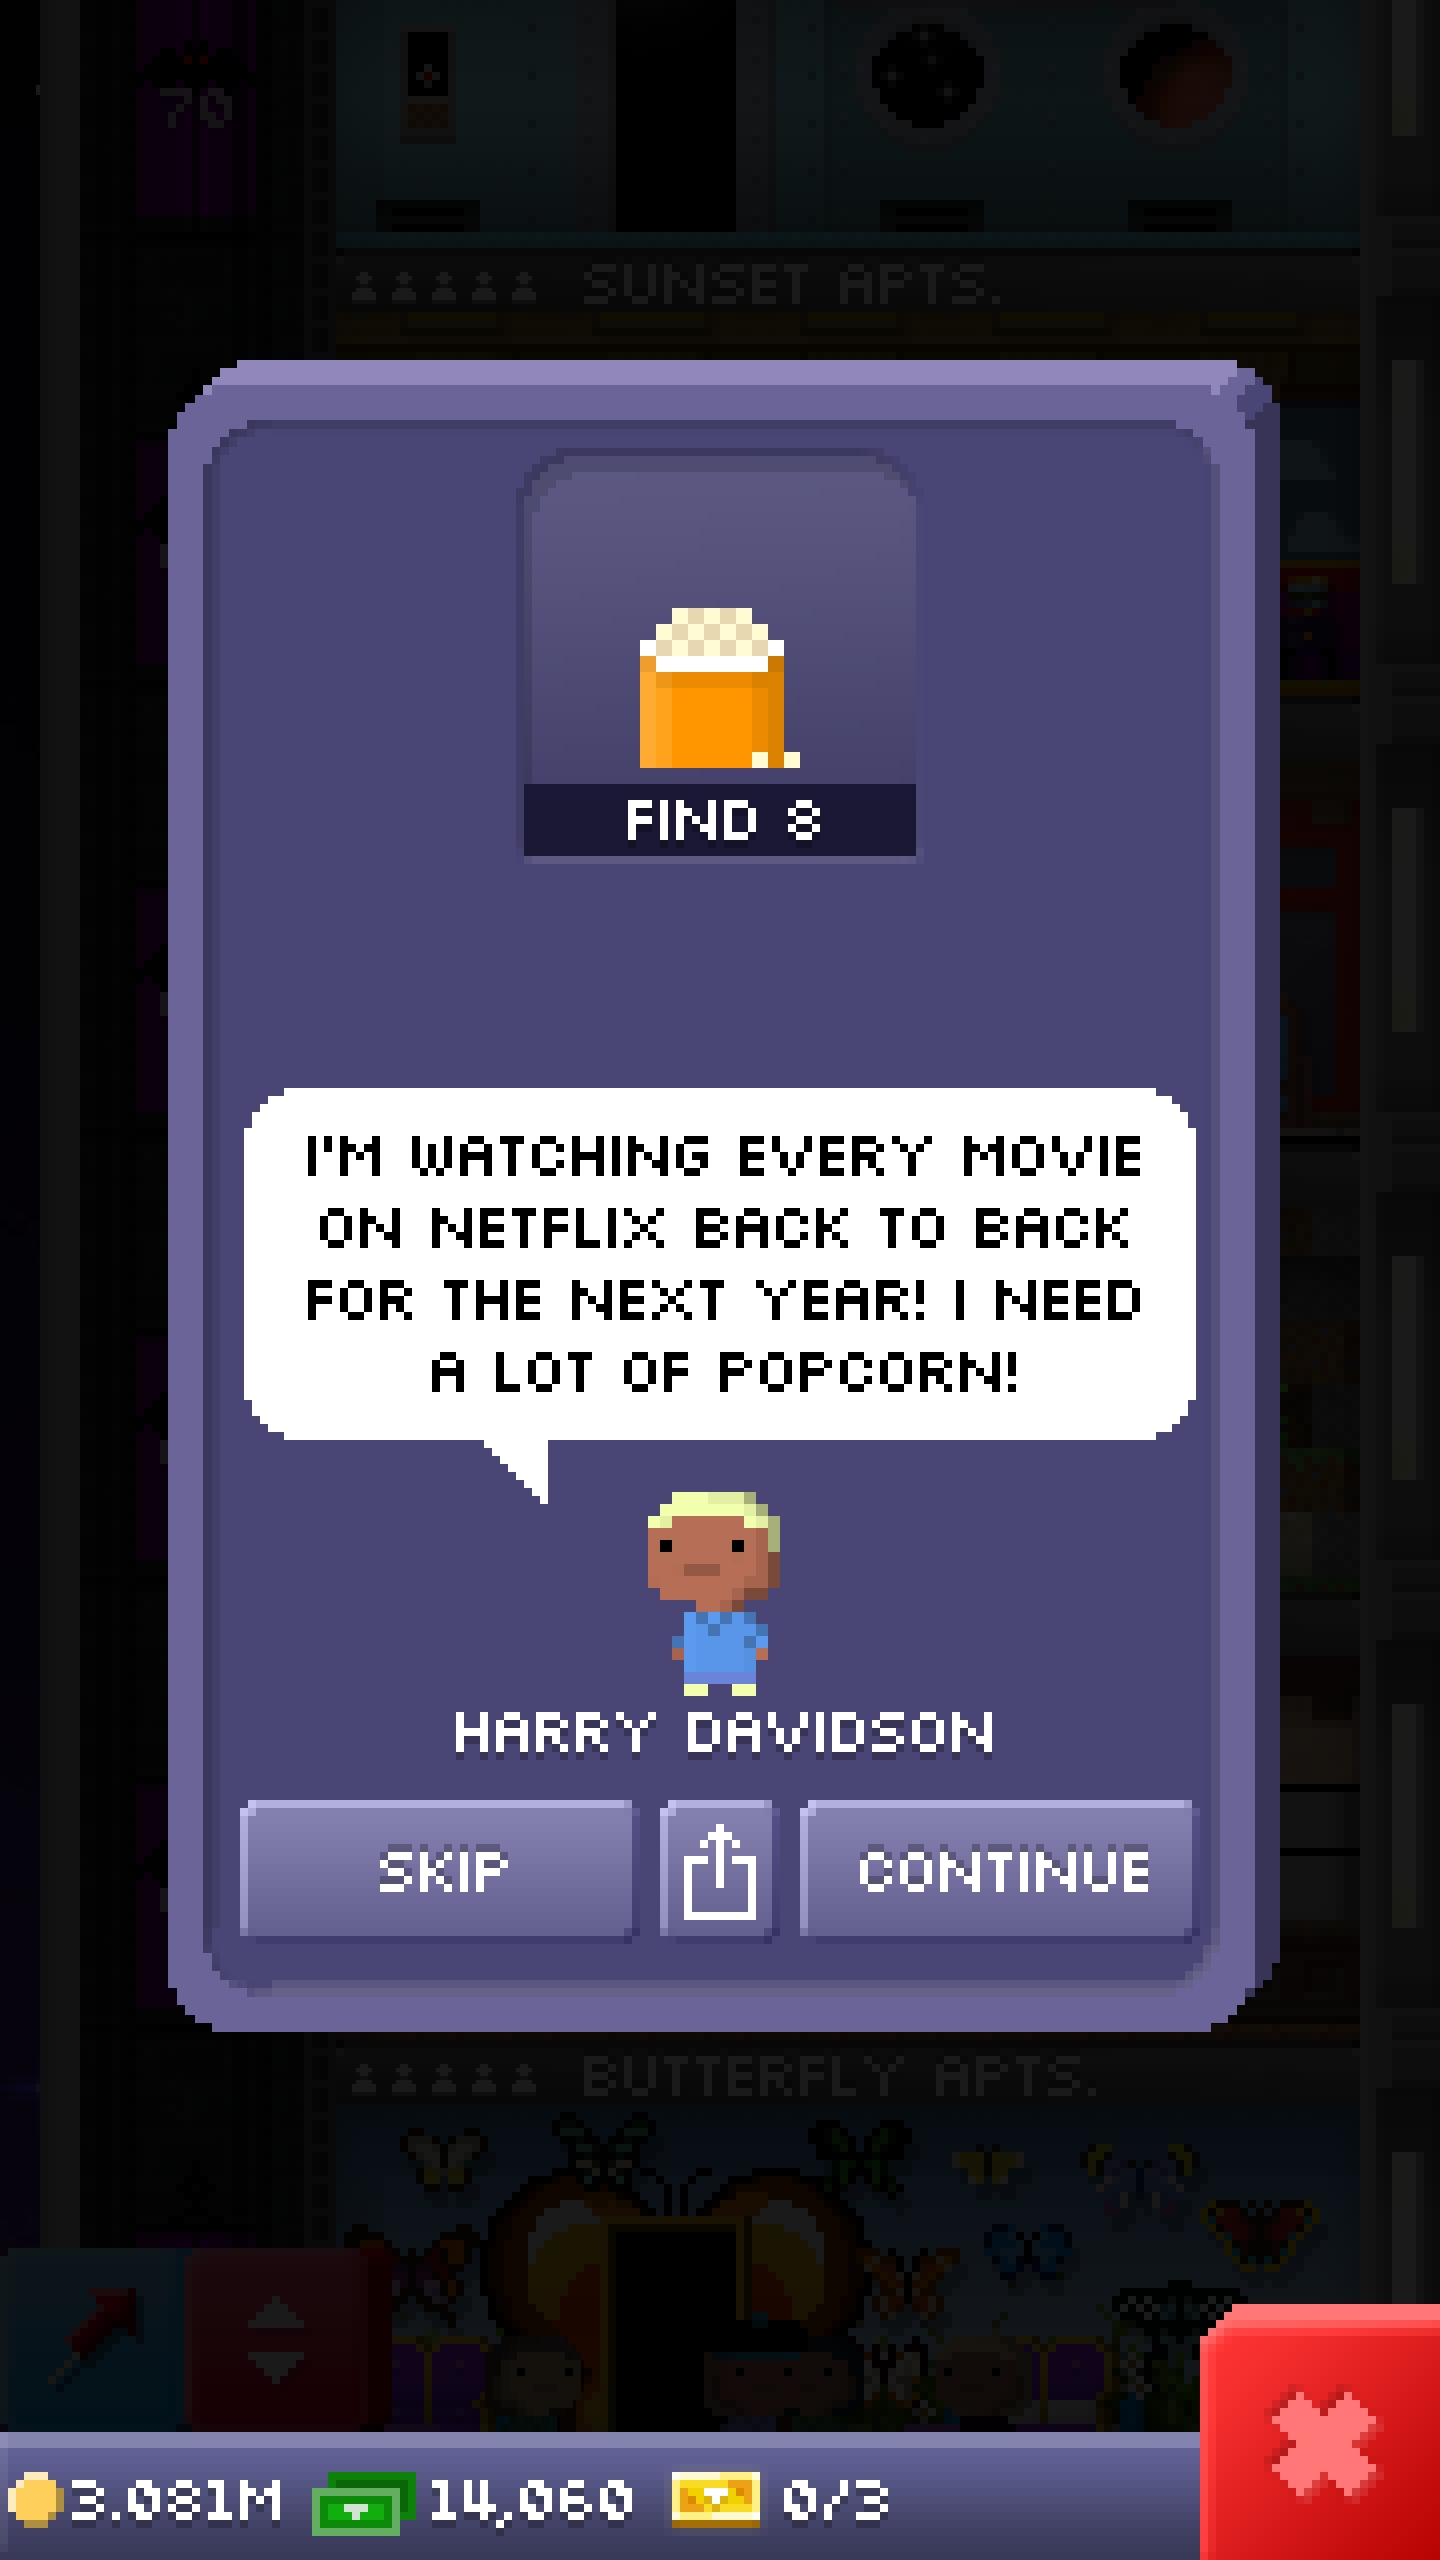 70
SUNSET APTS.
FIND 8
I'M WATCHING EVERY MOVIE
ON NETFLIX BACK TO BACK
FOR THE NEXT YEAR! I NEED
A LOT OF POPCORN!
HARRY DAVIDSON
SKIP
CONTINUE
BUTTERFLY APTS.
3.081M
14,060
0/3